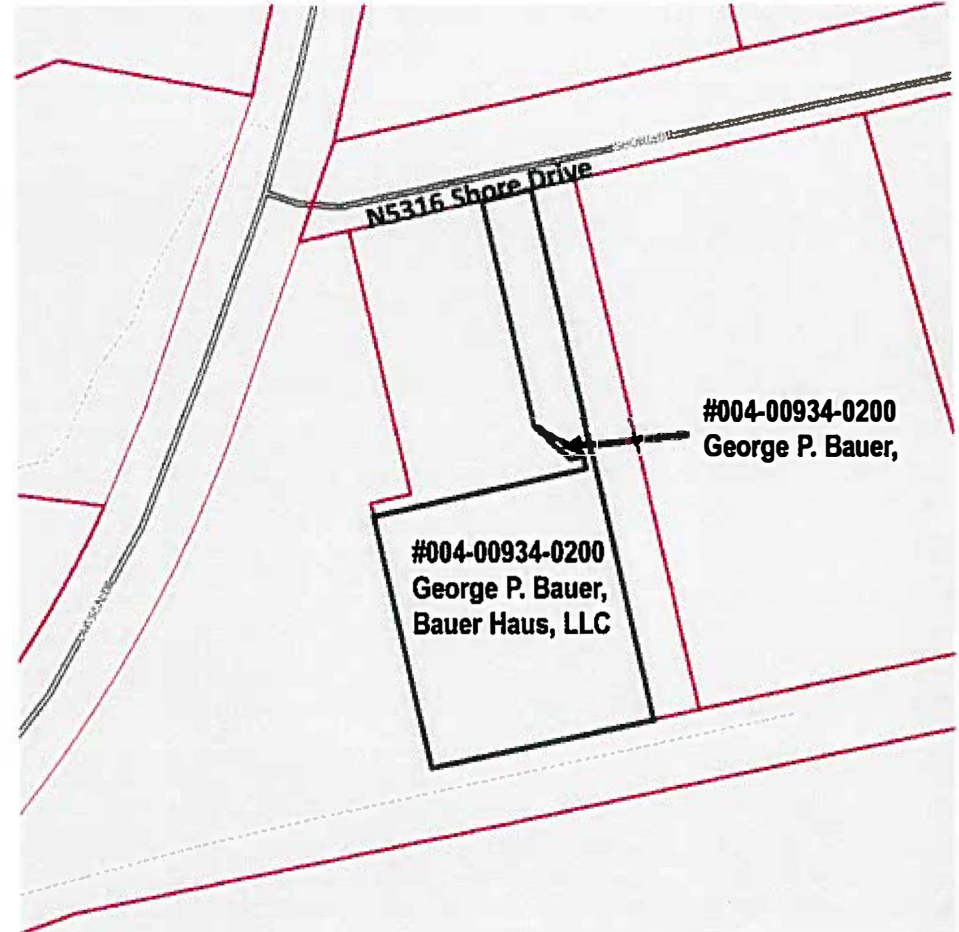 N5316 Shore Drive
#004-00934-0200
George P. Bauer,
#004-00934-0200
George P. Bauer,
Bauer Haus, LLC